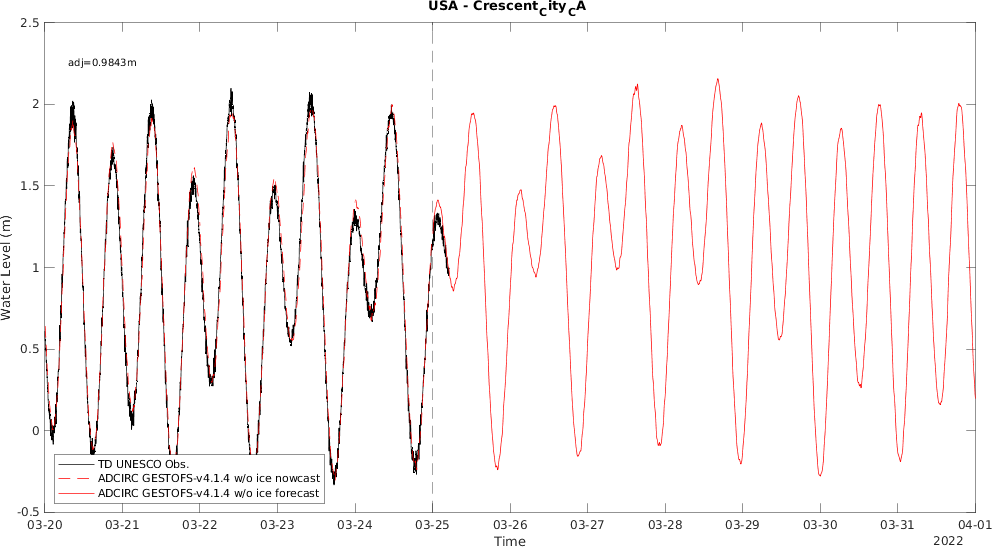 USA - Crescent_City_CA
adj=0.9843m
2.5
2
1.5
1
0.5
0
-0.5
Water Level (m)
TD UNESCO Obs.
ADCIRC GESTOFS-v4.1.4 w/o ice nowcast
ADCIRC GESTOFS-v4.1.4 w/o ice forecast
03-20 03-21 03-22 03-23 03-24 03-25 03-26 03-27 03-28 03-29 03-30 03-31 04-01
Time
2022